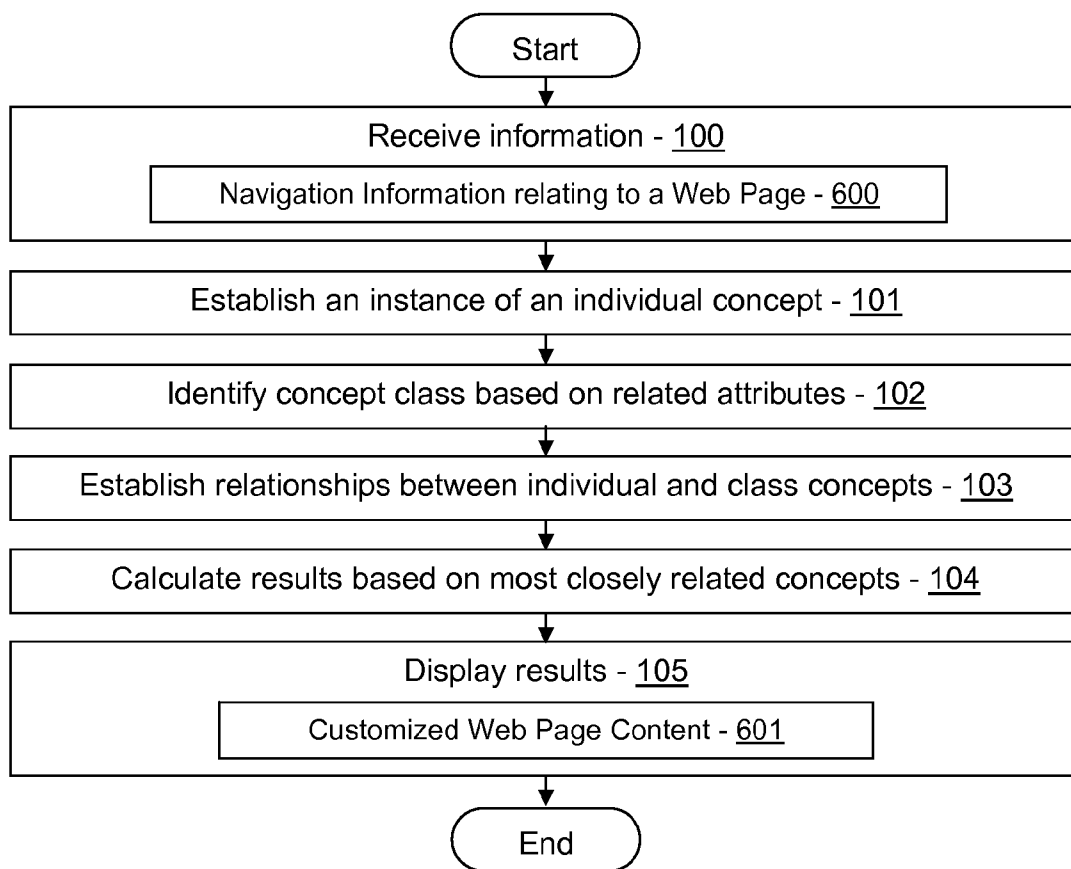 Start
Receive information - 100
Navigation Information relating to a Web Page - 600
Establish an instance of an individual concept - 101
Identify concept class based on related attributes - 102
Establish relationships between individual and class concepts - 103
Calculate results based on most closely related concepts - 104
Display results - 105
Customized Web Page Content - 601
End